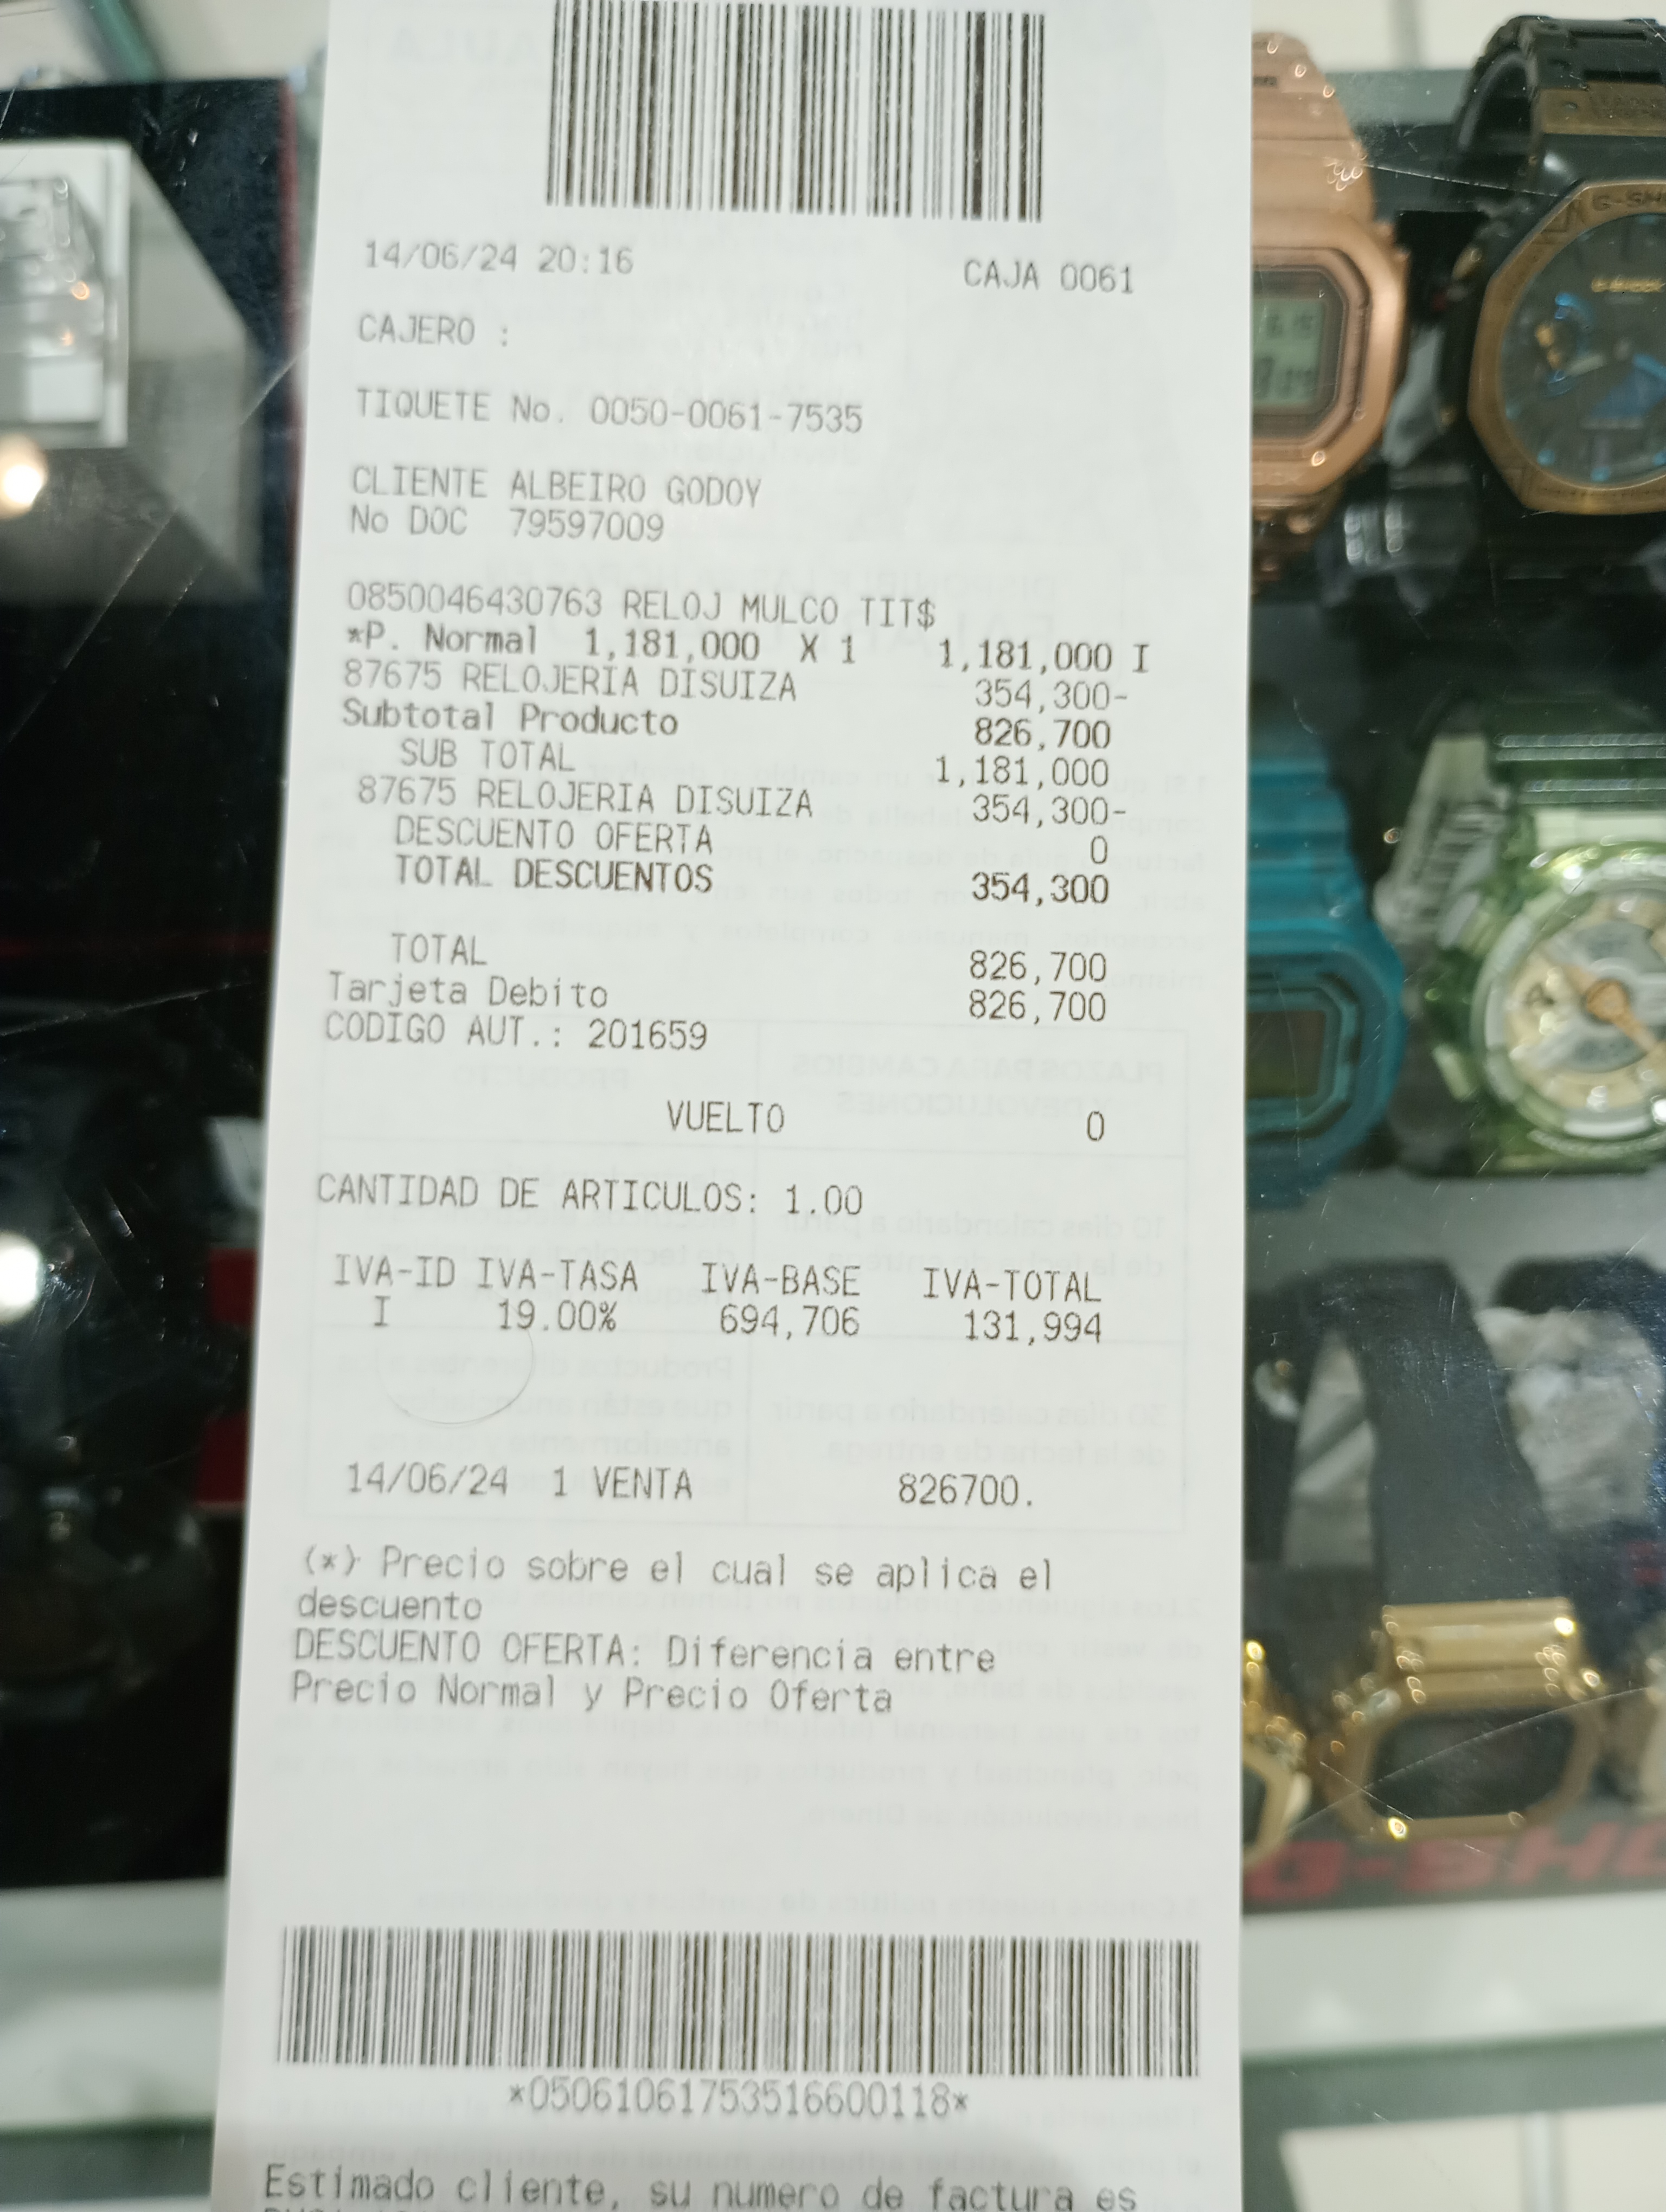 14/06/24 20:16 CAJA 0061
CAJERO :
TIQUETE No. 0050-0061-7535
CLIENTE ALBEIRO GODOY
No DOC 79597009
0850046430763 RELOJ MULCO TIT$
*P. Normal 1,181,000 X 1 1,181,000 I
87675 RELOJERIA DISUIZA 354,300-
Subtotal Producto 826,700
SUB TOTAL 1,181,000
87675 RELOJERIA DISUIZA 354,300-
DESCUENTO OFERTA 0
TOTAL DESCUENTOS 354,300
TOTAL 826,700
Tarjeta Debito 826,700
CODIGO AUT.: 201659
VUELTO 0
CANTIDAD DE ARTICULOS: 1.00
IVA-ID IVA-TASA IVA-BASE IVA-TOTAL
I 19.00% 694,706 131,994
14/06/24 1 VENTA 826700.
(*) Precio sobre el cual se aplica el
descuento
DESCUENTO OFERTA: Diferencia entre
Precio Normal y Precio Oferta
*05061061753516600118*
Estimado cliente, su numero de factura es